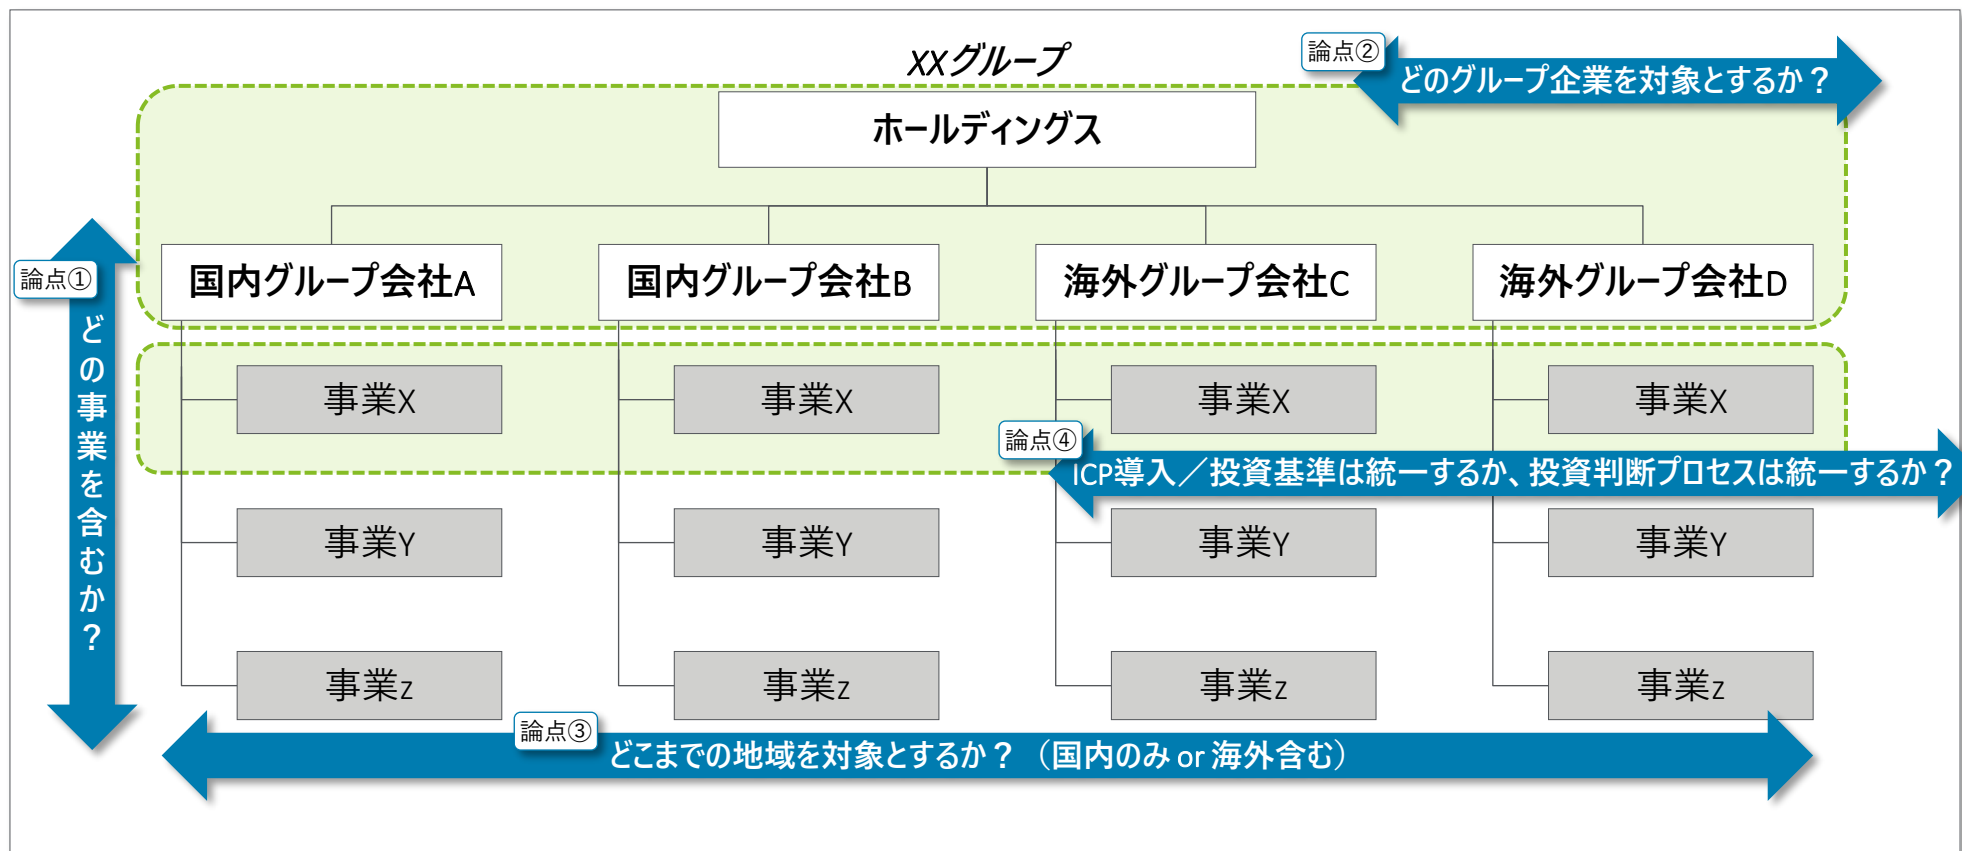 XXグループ
論点②
どのグループ企業を対象とするか？
ホールディングス
論点①
どの事業を含むか？
国内グループ会社A
国内グループ会社B
海外グループ会社C
海外グループ会社D
事業X
事業X
事業X
事業X
論点④
ICP導入／投資基準は統一するか、投資判断プロセスは統一するか？
事業Y
事業Y
事業Y
事業Y
事業z
事業z
事業z
事業z
論点③
どこまでの地域を対象とするか？（国内のみ or 海外含む）